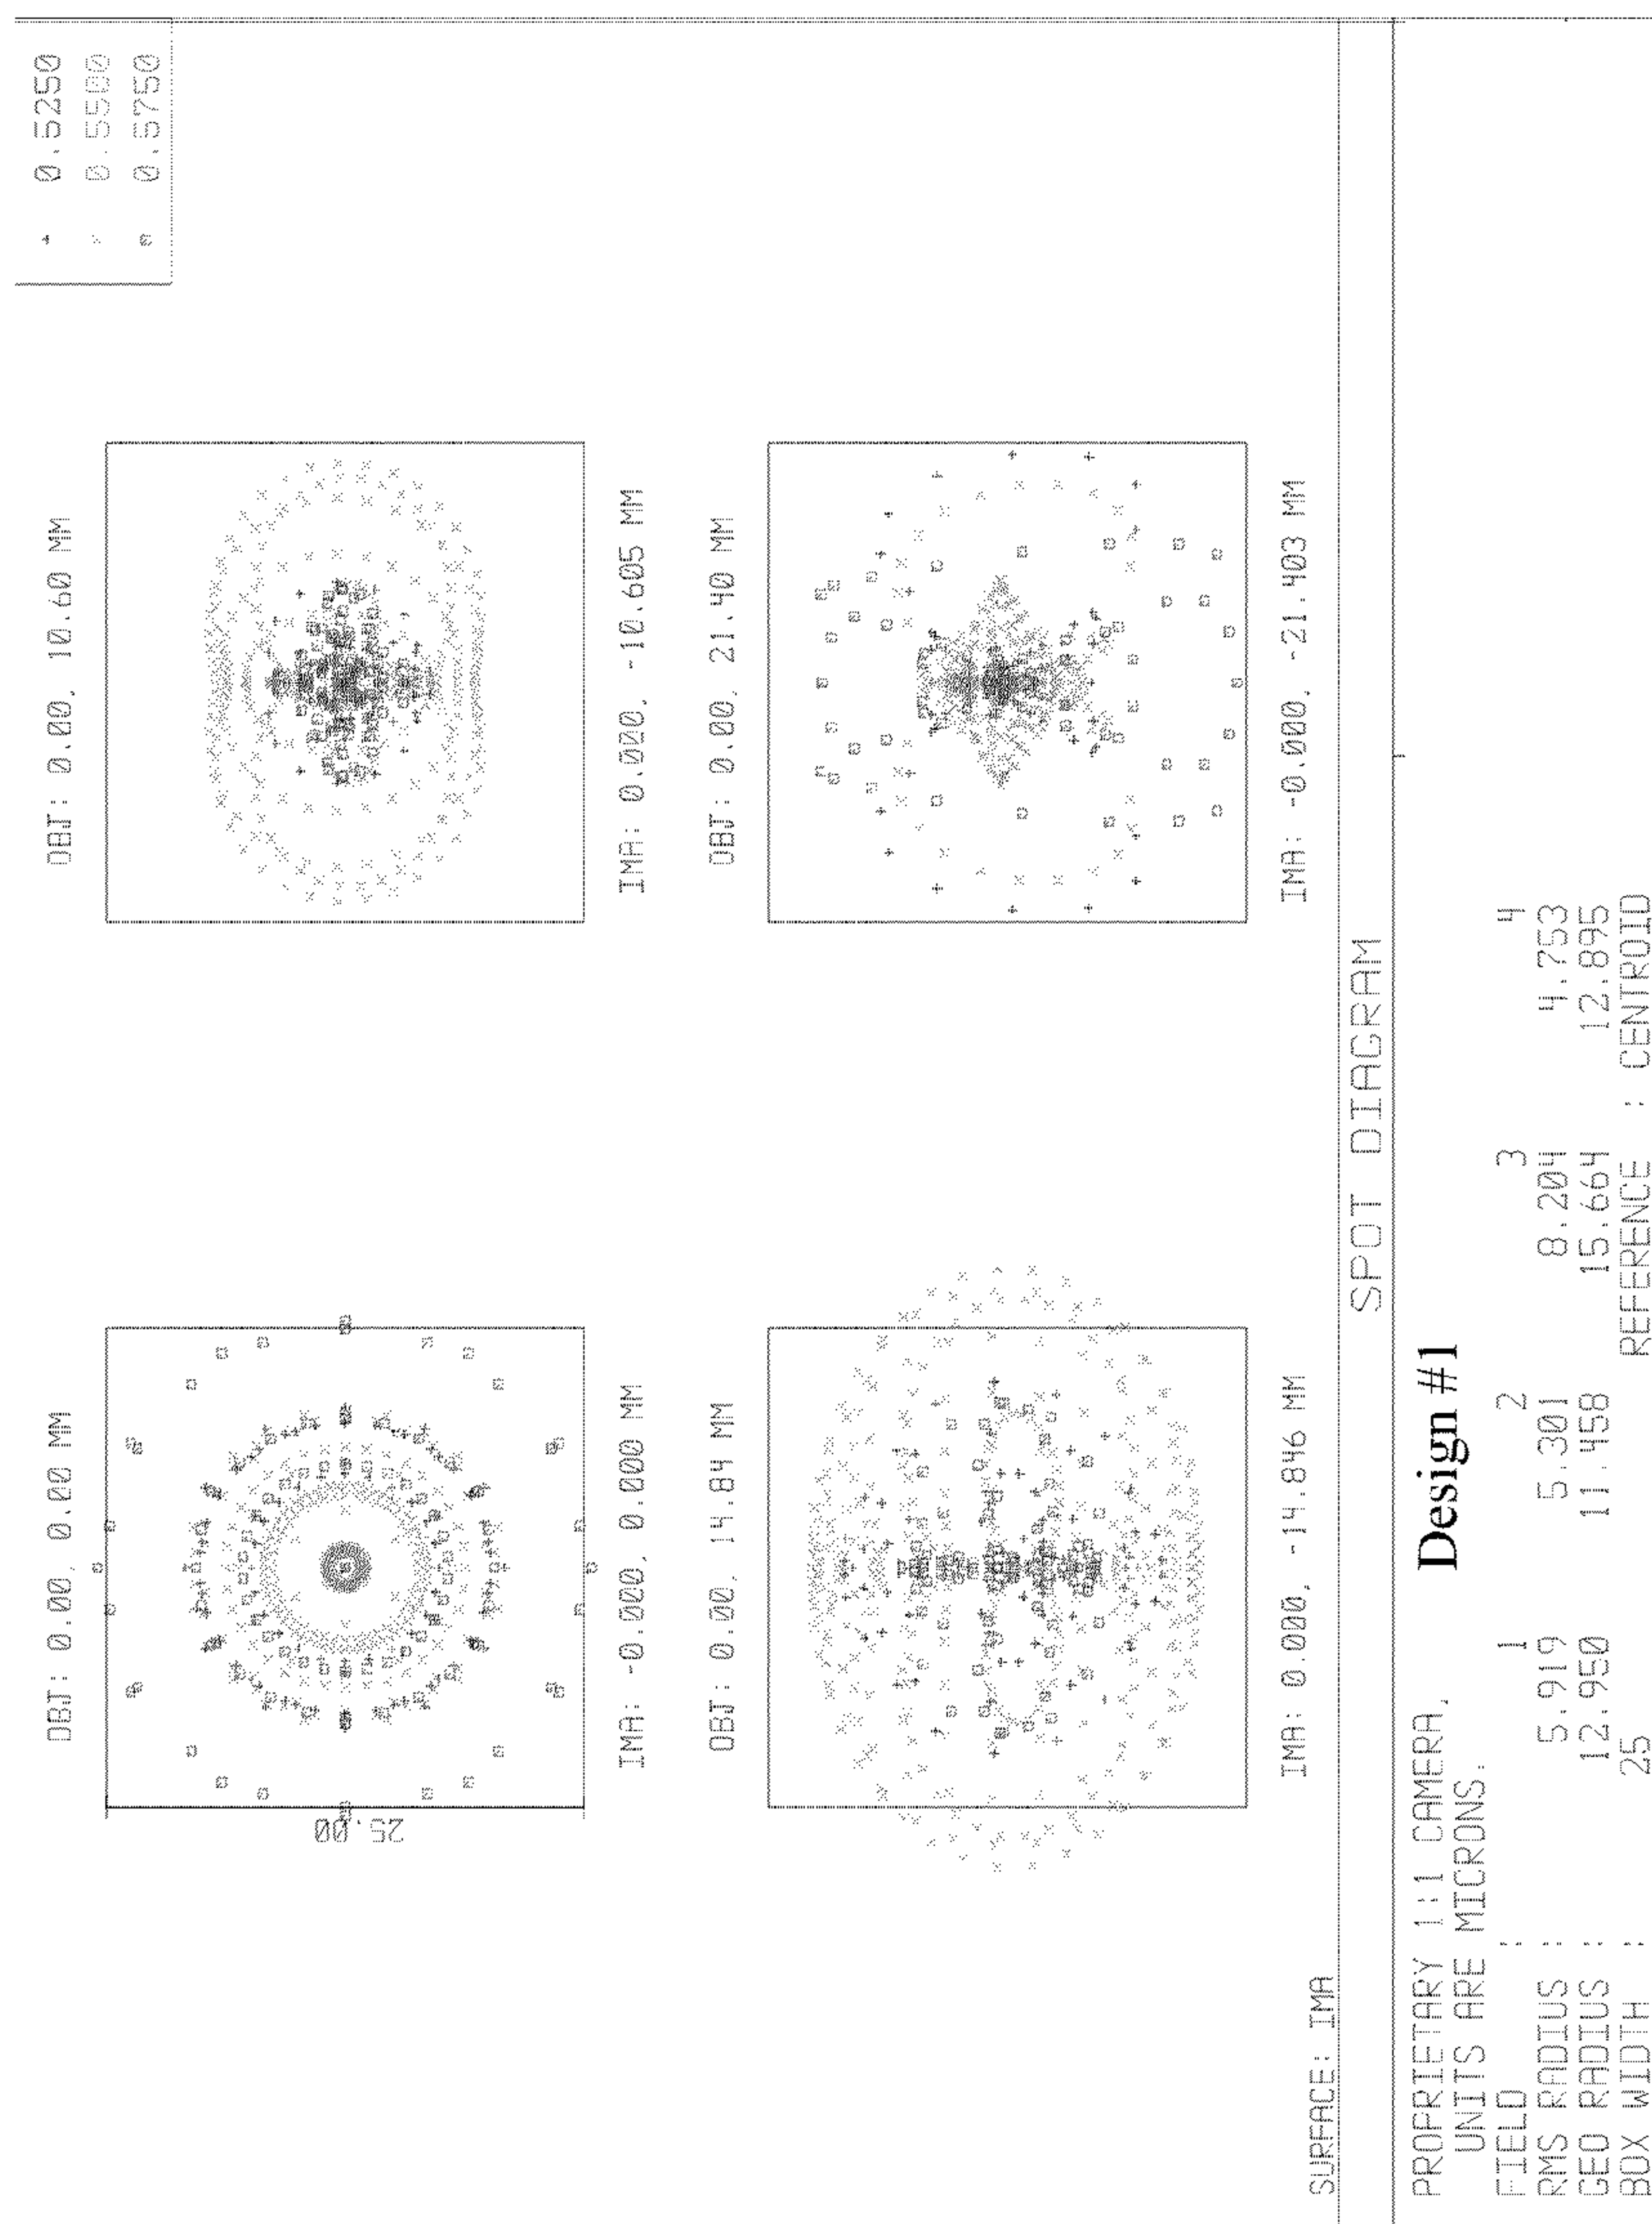 + 0.5250
× 0.5500
▫ 0.5750
OBJ: 0.00, 0.00 MM
OBJ: 0.00, 10.60 MM
25.00
IMA: -0.000, 0.000 MM
IMA: 0.000, -10.605 MM
OBJ: 0.00, 14.84 MM
OBJ: 0.00, 21.40 MM
IMA: 0.000, -14.846 MM
IMA: -0.000, -21.403 MM
SURFACE: IMA
SPOT DIAGRAM
PROPRIETARY 1:1 CAMERA, Design #1
UNITS ARE MICRONS.
FIELD : 1 2 3 4
RMS RADIUS : 5.919 5.301 8.204 4.753
GEO RADIUS : 12.950 11.458 15.664 12.895
BOX WIDTH : 25 REFERENCE : CENTROID